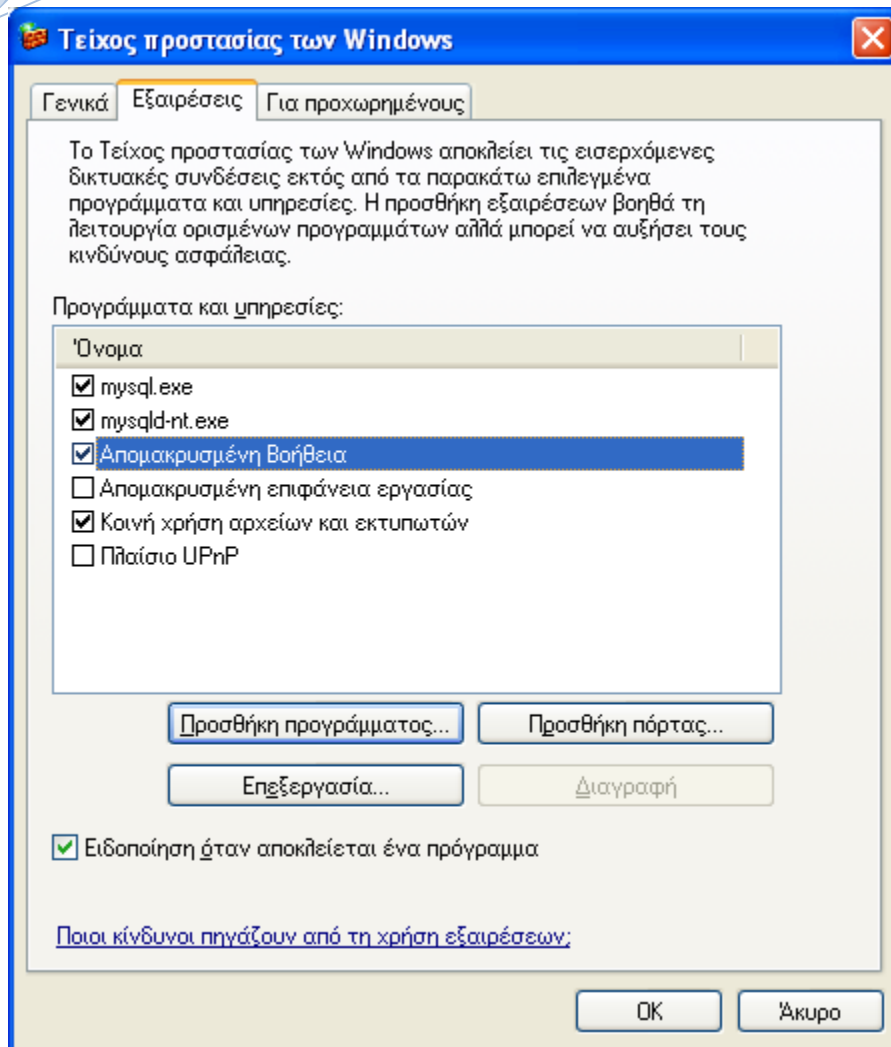 Τείχος προστασίας των Windows
Γενικά Εξαιρέσεις Για προχωρημένους
Το Τείχος προστασίας των Windows αποκλείει τις εισερχόμενες
δικτυακές συνδέσεις εκτός από τα παρακάτω επιλεγμένα
προγράμματα και υπηρεσίες. Η προσθήκη εξαιρέσεων βοηθά τη
λειτουργία ορισμένων προγραμμάτων αλλά μπορεί να αυξήσει τους
κινδύνους ασφάλειας.
Προγράμματα και υπηρεσίες:
Όνομα
mysql.exe
mysqld-nt.exe
Απομακρυσμένη Βοήθεια
Απομακρυσμένη επιφάνεια εργασίας
Κοινή χρήση αρχείων και εκτυπωτών
Πλαίσιο UPnP
Προσθήκη προγράμματος... Προσθήκη πόρτας...
Επεξεργασία... Διαγραφή
Ειδοποίηση όταν αποκλείεται ένα πρόγραμμα
Ποιοι κίνδυνοι πηγάζουν από τη χρήση εξαιρέσεων;
OK Άκυρο